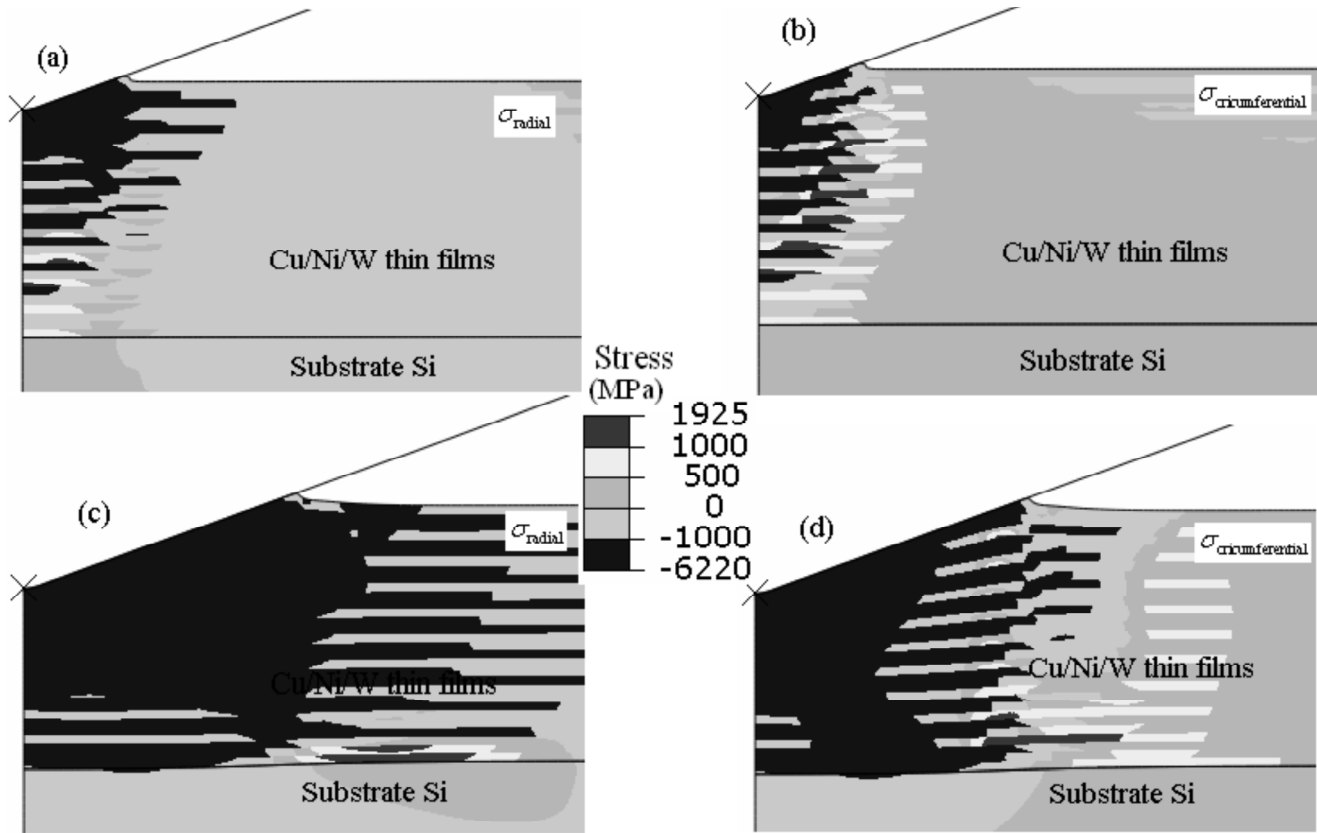 (a)
σradial
Cu/Ni/W thin films
Substrate Si
(b)
σcricumferential
Cu/Ni/W thin films
Substrate Si
Stress
(MPa)
1925
1000
500
0
-1000
-6220
(c)
σradial
Cu/Ni/W thin films
Substrate Si
(d)
σcricumferential
Cu/Ni/W thin films
Substrate Si